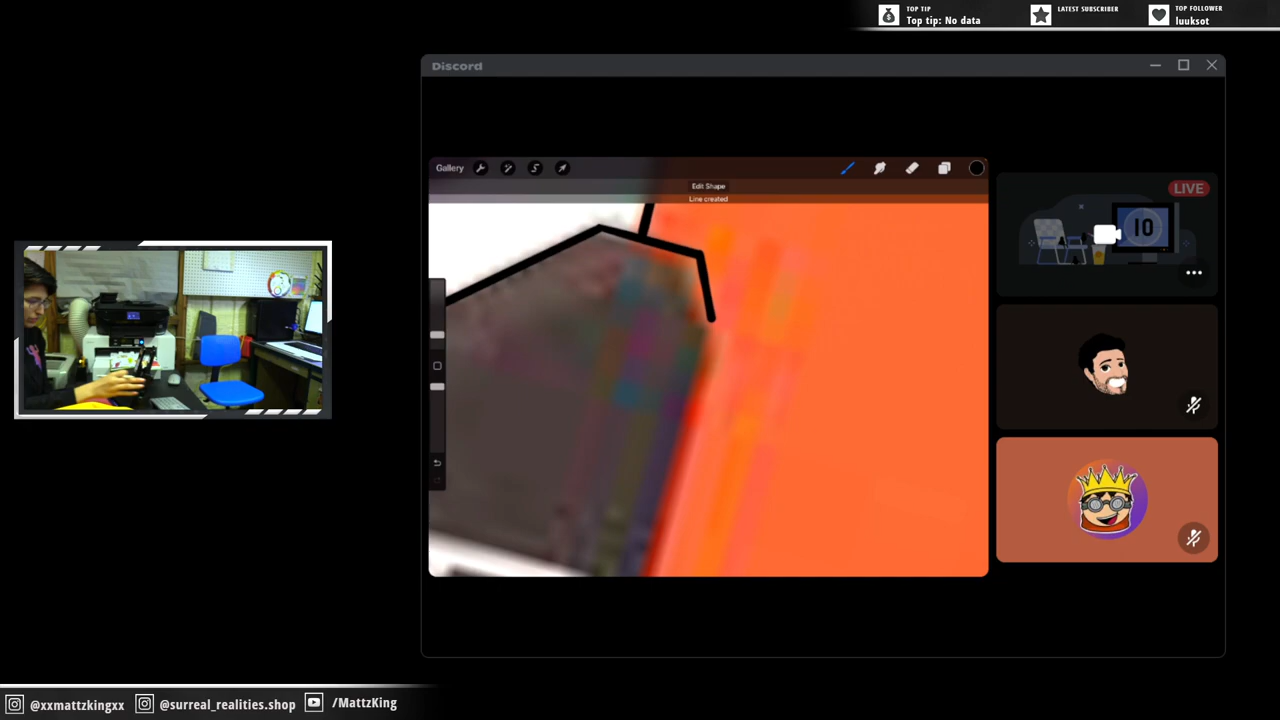 TOP TIP
Top tip: No data
LATEST SUBSCRIBER
TOP FOLLOWER
luuksot
Discord
Gallery
Edit Shape
Line created
LIVE
10
@xxmattzkingxx
@surreal_realities.shop
/MattzKing